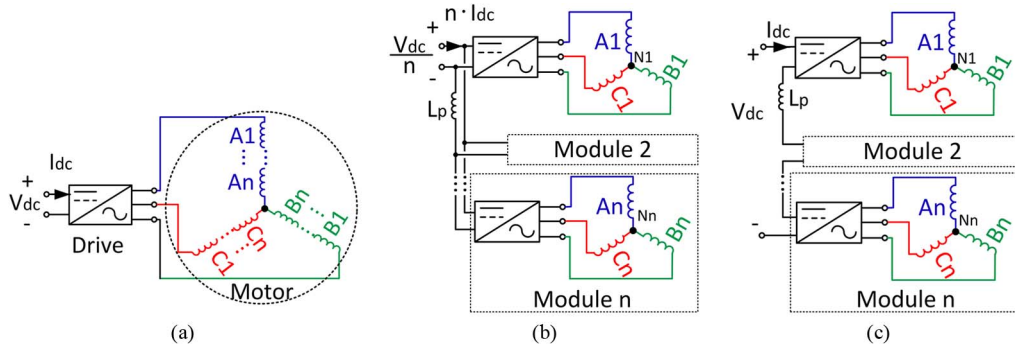 Idc
+
Vdc
-
Drive
A1
An
Bn
B1
C1
Cn
Motor
(a)
n·Idc
+
Vdc
n
-
Lp
A1
N1
B1
C1
Module 2
An
Nn
Bn
Cn
Module n
(b)
Idc
+
Vdc
Lp
-
A1
N1
B1
C1
Module 2
An
Nn
Bn
Cn
Module n
(c)